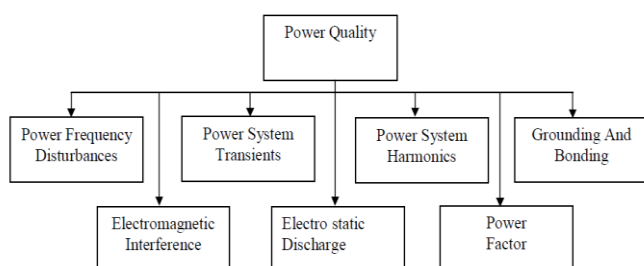 Power Quality
Power Frequency
Disturbances
Power System
Transients
Power System
Harmonics
Grounding And
Bonding
Electromagnetic
Interference
Electro static
Discharge
Power
Factor